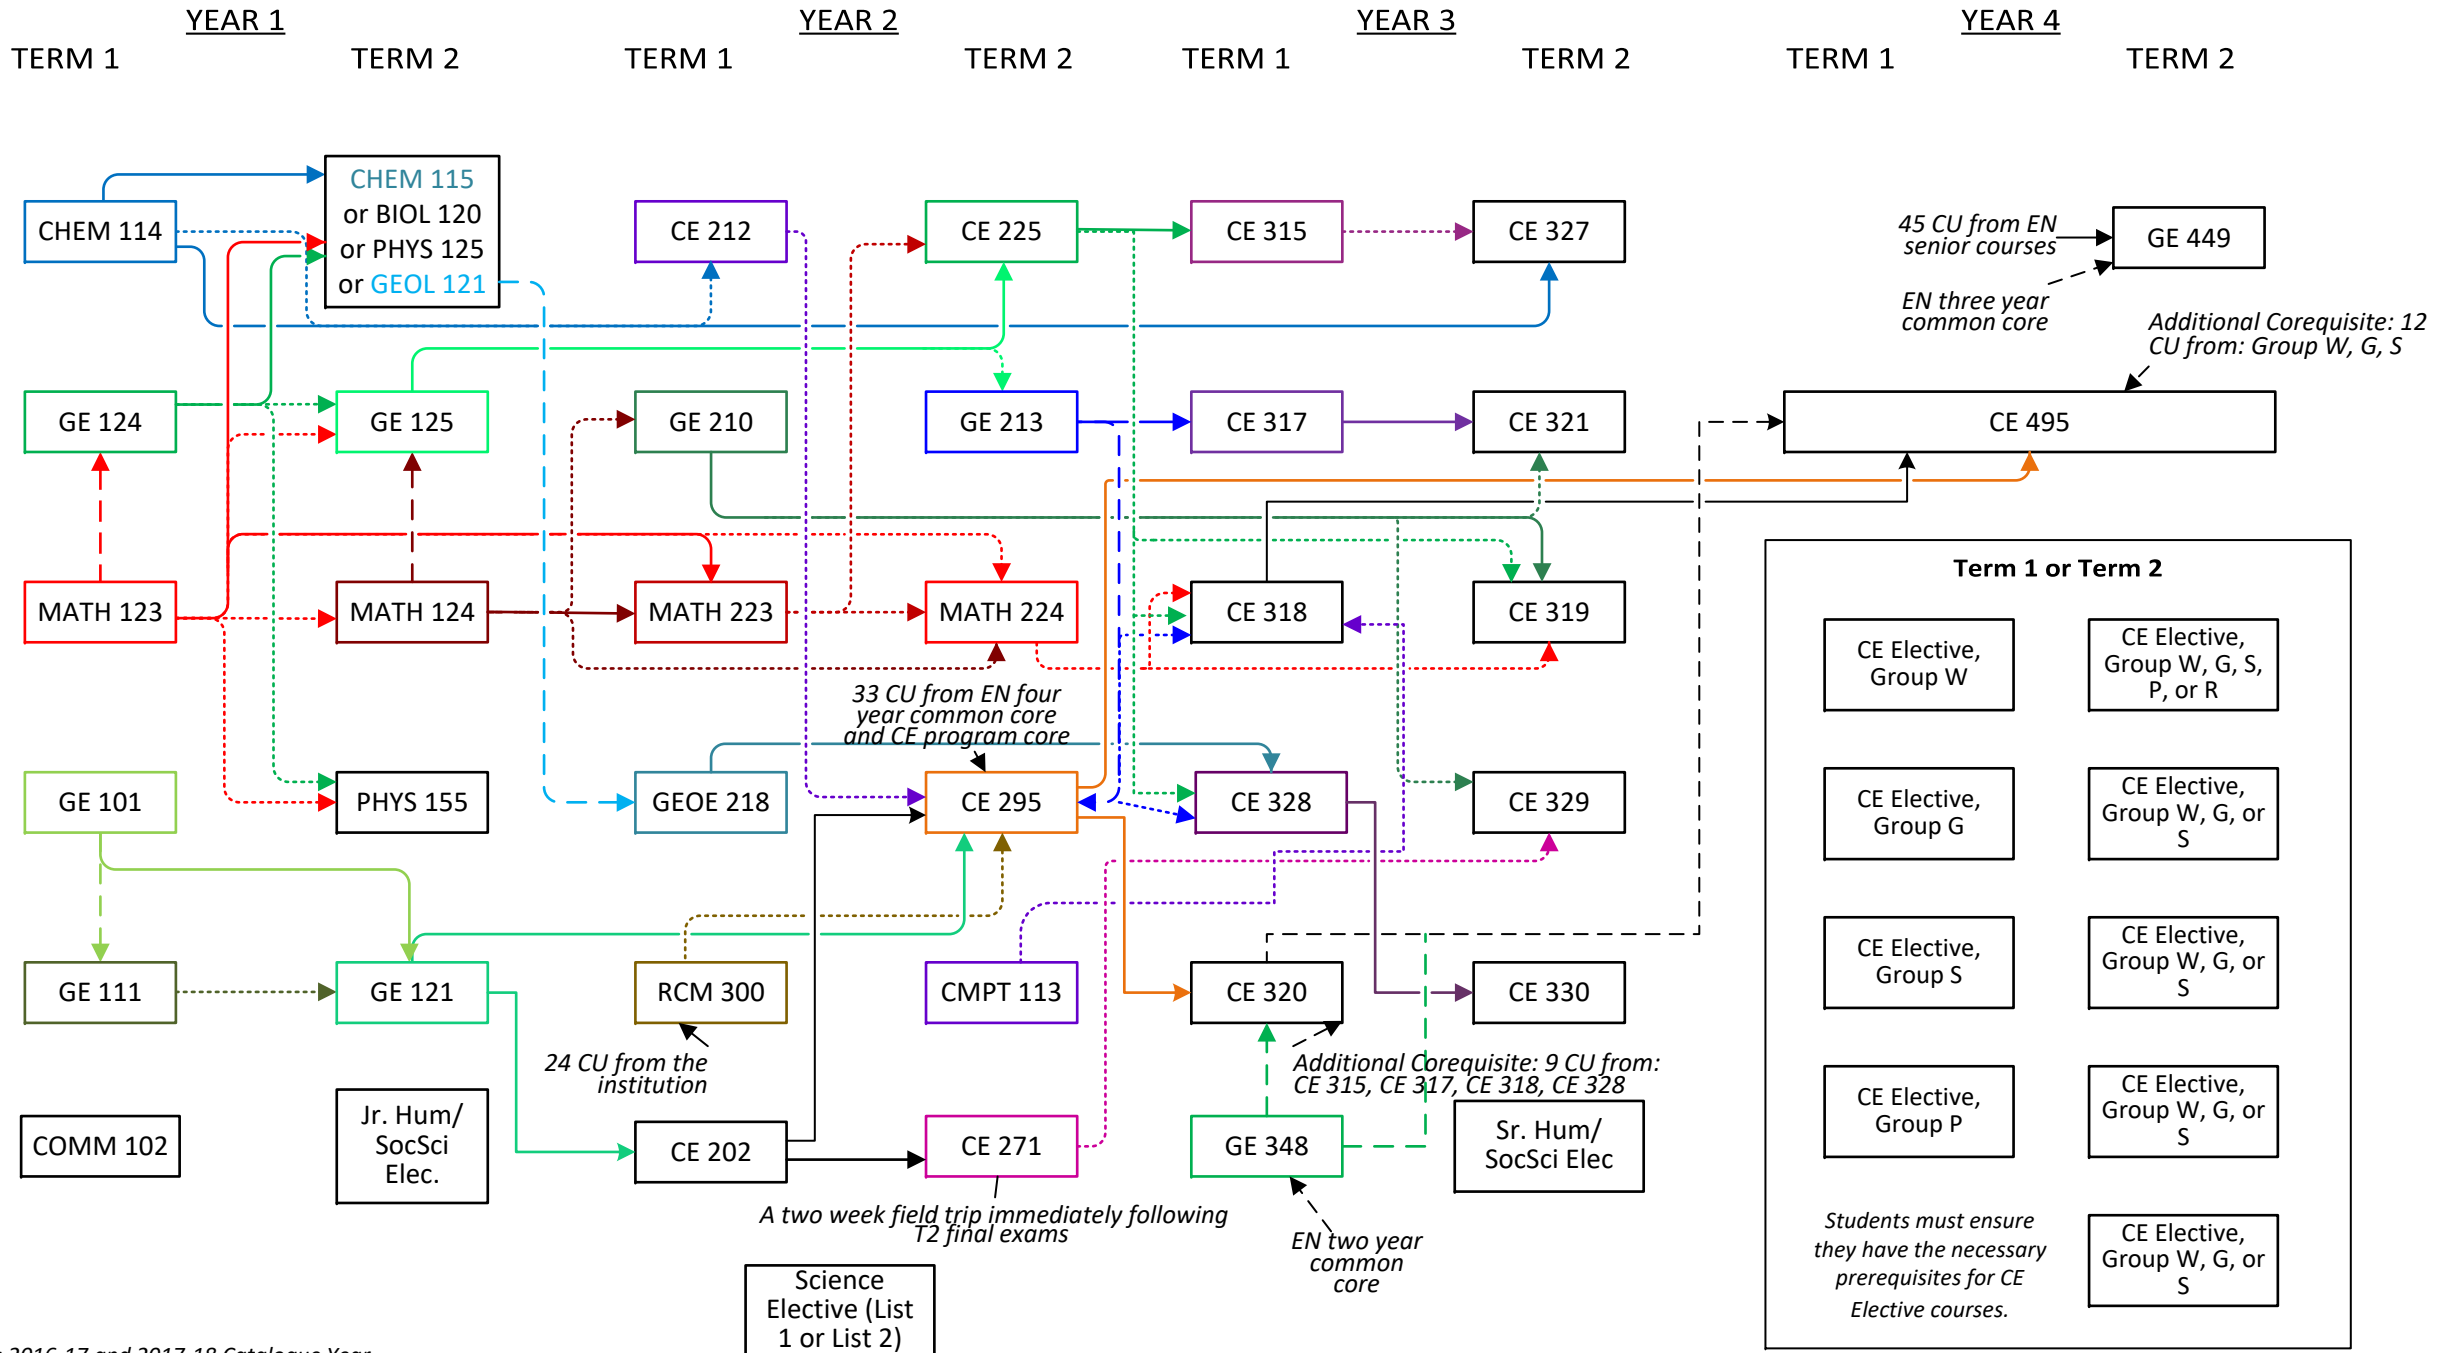 YEAR 1
YEAR 2
YEAR 3
YEAR 4
TERM 1
TERM 2
TERM 1
TERM 2
TERM 1
TERM 2
TERM 1
TERM 2
CHEM 114
CHEM 115
or BIOL 120
or PHYS 125
or GEOL 121
CE 212
CE 225
CE 315
CE 327
45 CU from EN
senior courses
GE 449
EN three year
common core
Additional Corequisite: 12
CU from: Group W, G, S
GE 124
GE 125
GE 210
GE 213
CE 317
CE 321
CE 495
MATH 123
MATH 124
MATH 223
MATH 224
CE 318
CE 319
33 CU from EN four
year common core
and CE program core
GE 101
PHYS 155
GEOE 218
CE 295
CE 328
CE 329
GE 111
GE 121
RCM 300
CMPT 113
CE 320
CE 330
24 CU from the
institution
Additional Corequisite: 9 CU from:
CE 315, CE 317, CE 318, CE 328
COMM 102
Jr. Hum/
SocSci
Elec.
CE 202
CE 271
GE 348
Sr. Hum/
SocSci Elec
A two week field trip immediately following
T2 final exams
EN two year
common
core
Science
Elective (List
1 or List 2)
Term 1 or Term 2
CE Elective,
Group W
CE Elective,
Group W, G, S,
P, or R
CE Elective,
Group G
CE Elective,
Group W, G, or
S
CE Elective,
Group S
CE Elective,
Group W, G, or
S
CE Elective,
Group P
CE Elective,
Group W, G, or
S
Students must ensure
they have the necessary
prerequisites for CE
Elective courses.
CE Elective,
Group W, G, or
S
2016-17 and 2017-18 Catalogue Year